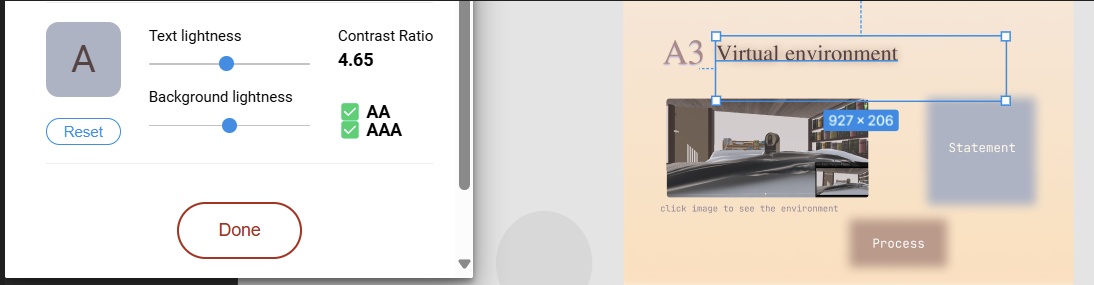 A
Text lightness
Background lightness
Contrast Ratio
4.65
AA
AAA
Reset
Done
A3
Virtual environment
927 × 206
Statement
click image to see the environment
Process